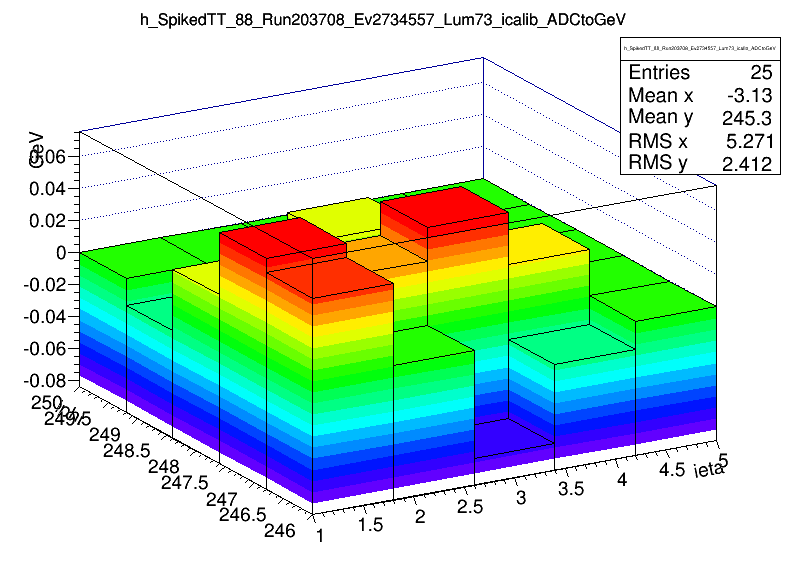 h_SpikedTT_88_Run203708_Ev2734557_Lum73_icalib_ADCtoGeV
h_SpikedTT_88_Run203708_Ev2734557_Lum73_icalib_ADCtoGeV
Entries 25
Mean x -3.13
Mean y 245.3
RMS x 5.271
RMS y 2.412
GeV
0.06
0.04
0.02
0
-0.02
-0.04
-0.06
-0.08
250
249.5
249
248.5
248
247.5
247
246.5
246
1
1.5
2
2.5
3
3.5
4
4.5
5
ieta